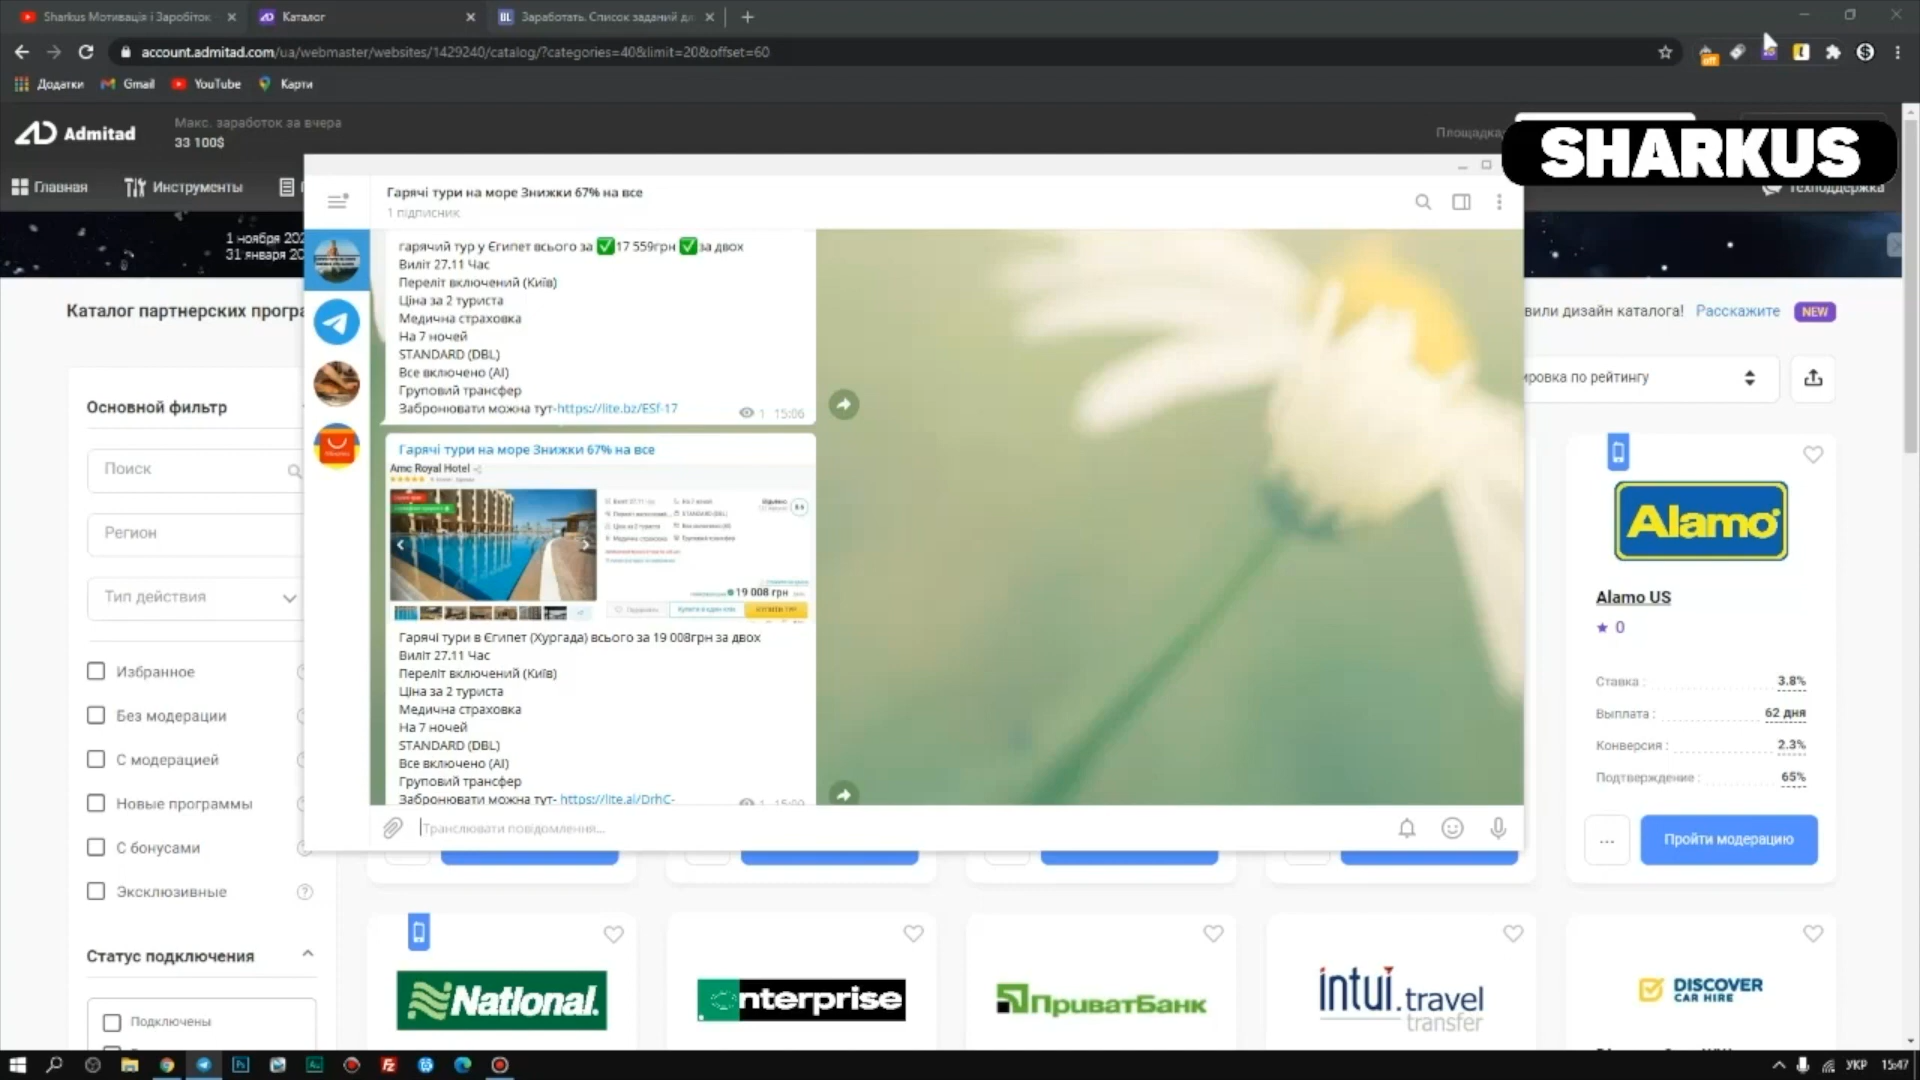 Sharkus Мотивація і Заробіток
Каталог
Заработать. Список заданий дл
account.admitad.com/ua/webmaster/websites/1429240/catalog/?categories=40&limit=20&offset=60
off
Додатки
Gmail
YouTube
Карти
Admitad
Макс. заработок за вчера
33 100$
Площадка:
SHARKUS
Главная
Инструменты
Техподдержка
1 ноября 202
31 января 20
Каталог партнерских програ
вили дизайн каталога!
Расскажите
NEW
ировка по рейтингу
Основной фильтр
Поиск
Регион
Тип действия
Избранное
Без модерации
С модерацией
Новые программы
С бонусами
Эксклюзивные
Статус подключения
Подключены
Гарячі тури на море Знижки 67% на все
1 підписник
гарячий тур у Єгипет всього за ✅17 559грн ✅за двох
Виліт 27.11 Час
Переліт включений (Київ)
Ціна за 2 туриста
Медична страховка
На 7 ночей
STANDARD (DBL)
Все включено (AI)
Груповий трансфер
Забронювати можна тут-https://lite.bz/ESf-17
1 15:06
Гарячі тури на море Знижки 67% на все
Amc Royal Hotel
19 008 грн
Гарячі тури в Єгипет (Хургада) всього за 19 008грн за двох
Виліт 27.11 Час
Переліт включений (Київ)
Ціна за 2 туриста
Медична страховка
На 7 ночей
STANDARD (DBL)
Все включено (AI)
Груповий трансфер
Забронювати можна тут- https://lite.al/DrhC-
Транслювати повідомлення...
Alamo
Alamo US
0
Ставка : 3.8%
Выплата : 62 дня
Конверсия : 2.3%
Подтверждение : 65%
...
Пройти модерацию
National.
enterprise
ПриватБанк
intui.travel
transfer
DISCOVER
CAR HIRE
УКР
15:47